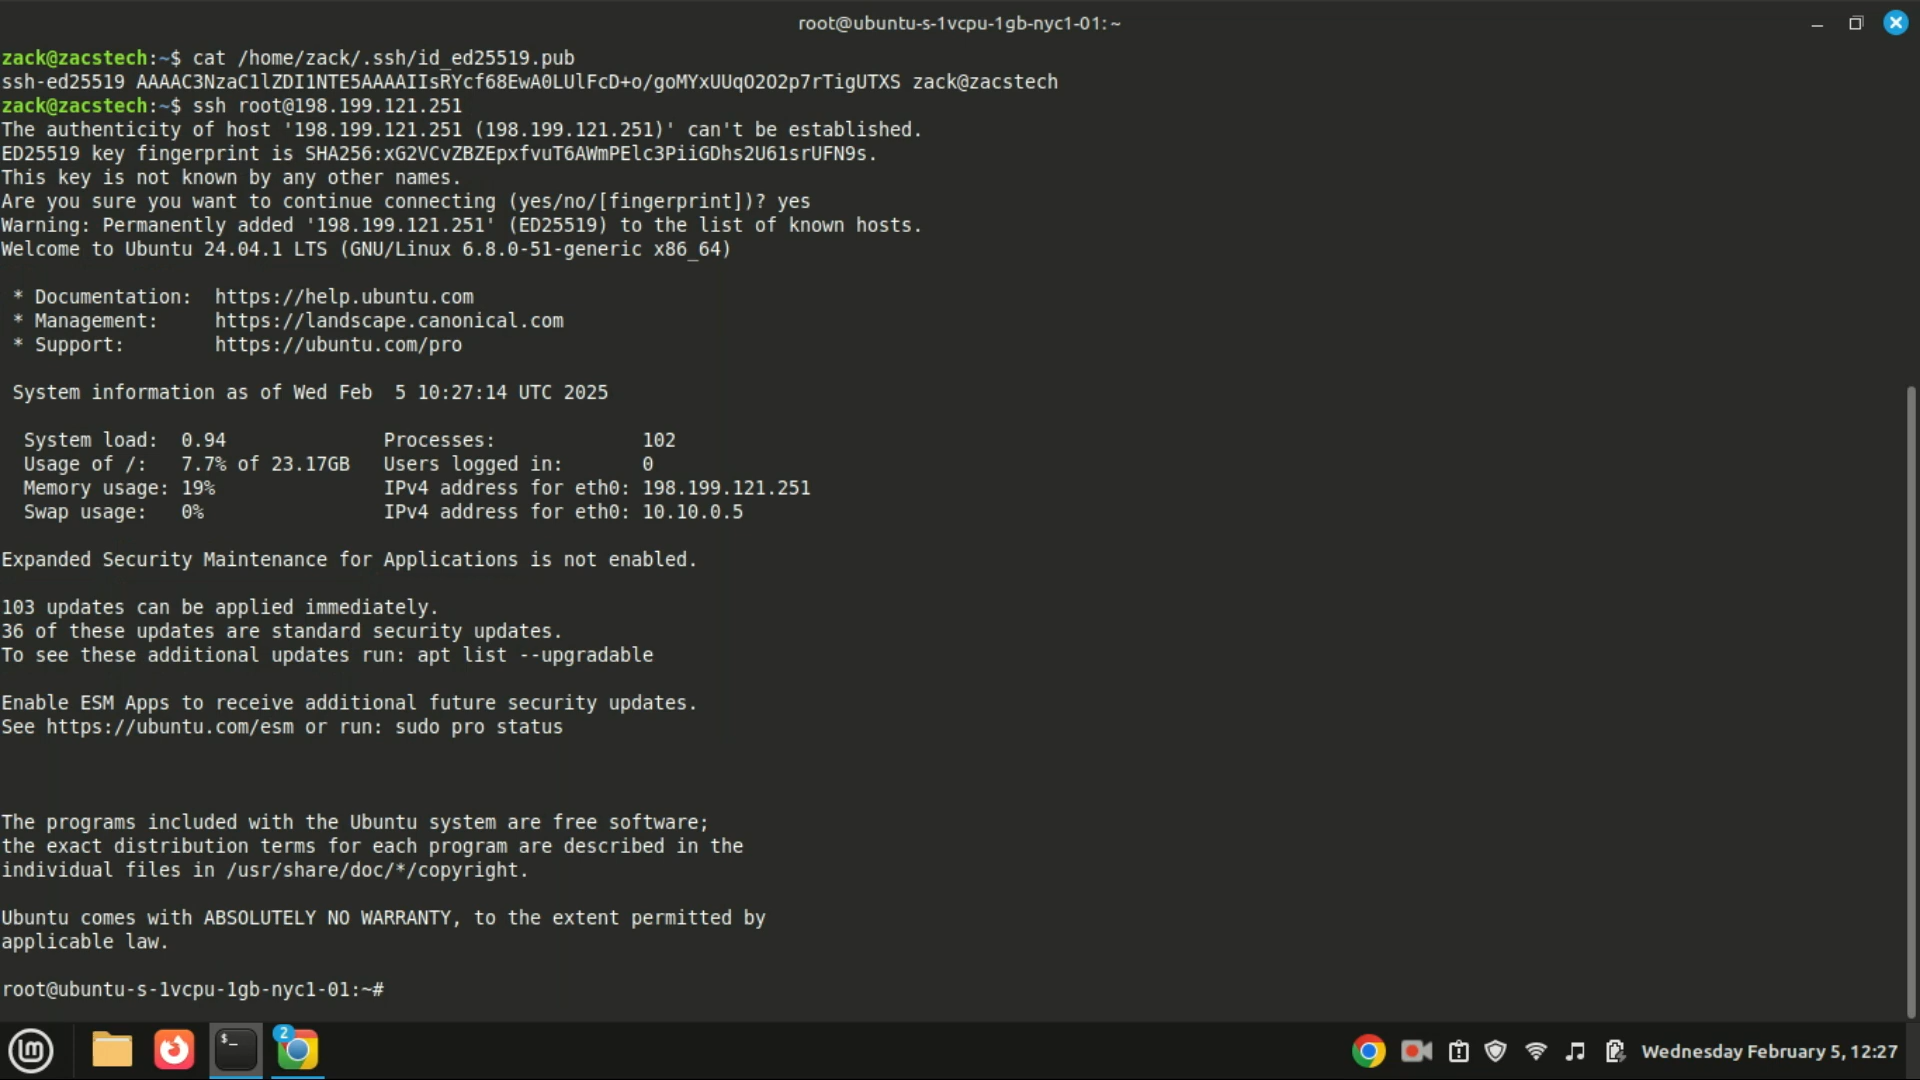 root@ubuntu-s-1vcpu-1gb-nyc1-01: ~
zack@zacstech:~$ cat /home/zack/.ssh/id_ed25519.pub
ssh-ed25519 AAAAC3NzaC1lZDI1NTE5AAAAIIsRYcf68EwA0LUlFcD+o/goMYxUUqO2O2p7rTigUTXS zack@zacstech
zack@zacstech:~$ ssh root@198.199.121.251
The authenticity of host '198.199.121.251 (198.199.121.251)' can't be established.
ED25519 key fingerprint is SHA256:xG2VCvZBZEpxfvuT6AWmPElc3PiiGDhs2U61srUFN9s.
This key is not known by any other names.
Are you sure you want to continue connecting (yes/no/[fingerprint])? yes
Warning: Permanently added '198.199.121.251' (ED25519) to the list of known hosts.
Welcome to Ubuntu 24.04.1 LTS (GNU/Linux 6.8.0-51-generic x86_64)
* Documentation:  https://help.ubuntu.com
* Management:     https://landscape.canonical.com
* Support:        https://ubuntu.com/pro
System information as of Wed Feb  5 10:27:14 UTC 2025
System load:  0.94              Processes:             102
Usage of /:   7.7% of 23.17GB   Users logged in:       0
Memory usage: 19%               IPv4 address for eth0: 198.199.121.251
Swap usage:   0%                IPv4 address for eth0: 10.10.0.5
Expanded Security Maintenance for Applications is not enabled.
103 updates can be applied immediately.
36 of these updates are standard security updates.
To see these additional updates run: apt list --upgradable
Enable ESM Apps to receive additional future security updates.
See https://ubuntu.com/esm or run: sudo pro status
The programs included with the Ubuntu system are free software;
the exact distribution terms for each program are described in the
individual files in /usr/share/doc/*/copyright.
Ubuntu comes with ABSOLUTELY NO WARRANTY, to the extent permitted by
applicable law.
root@ubuntu-s-1vcpu-1gb-nyc1-01:~#
$_
2
Wednesday February 5, 12:27